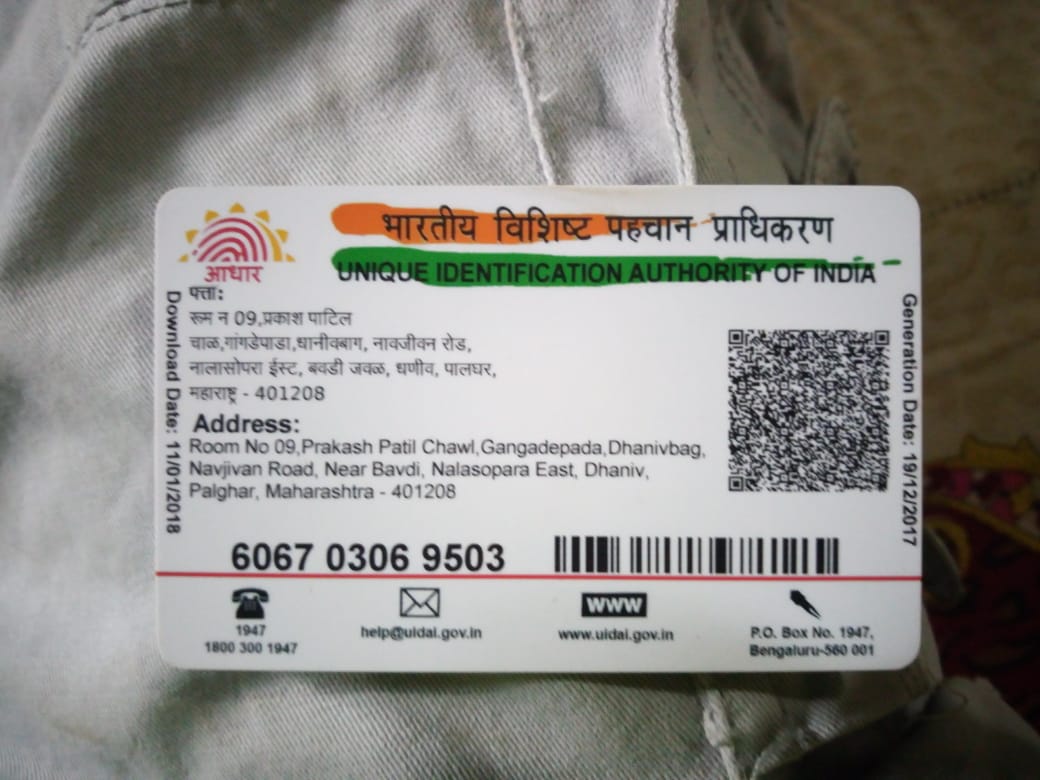 भारतीय विशिष्ट पहचान प्राधिकरण
UNIQUE IDENTIFICATION AUTHORITY OF INDIA
आधार
पत्ता:
रूम न 09,प्रकाश पाटिल
चाळ,गांगडेपाडा,धानीवबाग, नावजीवन रोड,
नालासोपरा ईस्ट, बवडी जवळ, धणीव, पालघर,
महाराष्ट्र - 401208
Address:
Room No 09,Prakash Patil Chawl,Gangadepada,Dhanivbag,
Navjivan Road, Near Bavdi, Nalasopara East, Dhaniv,
Palghar, Maharashtra - 401208
Download Date: 11/01/2018
Generation Date: 19/12/2017
6067 0306 9503
1947
1800 300 1947
help@uidai.gov.in
www
www.uidai.gov.in
P.O. Box No. 1947,
Bengaluru-560 001